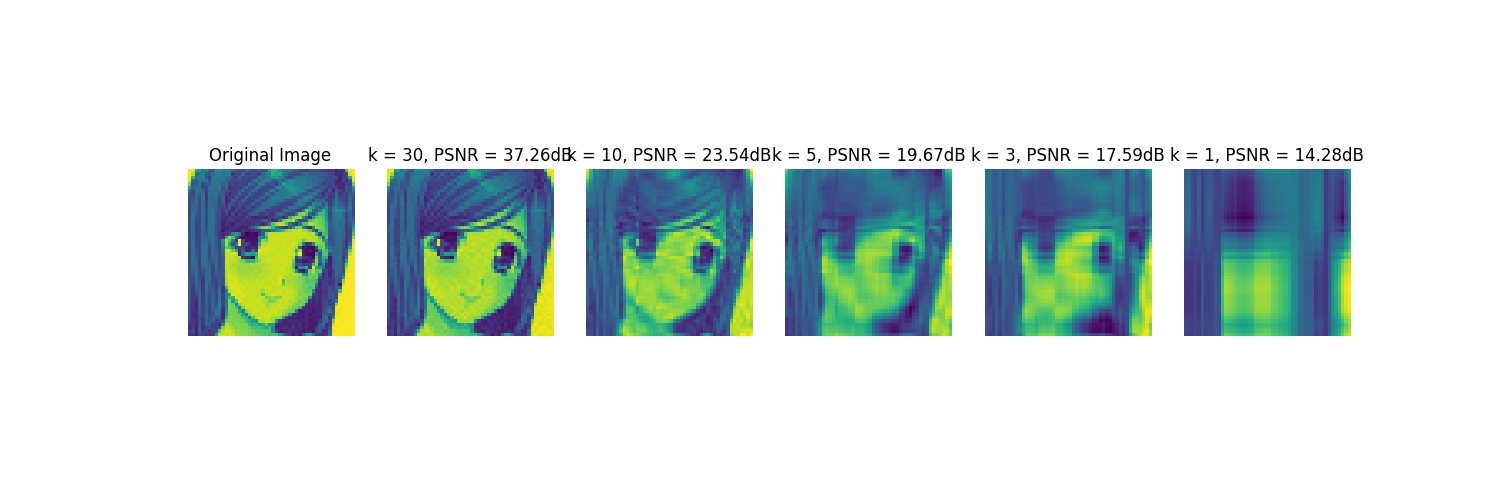 Original Image
k = 30, PSNR = 37.26dB
k = 10, PSNR = 23.54dB
k = 5, PSNR = 19.67dB
k = 3, PSNR = 17.59dB
k = 1, PSNR = 14.28dB